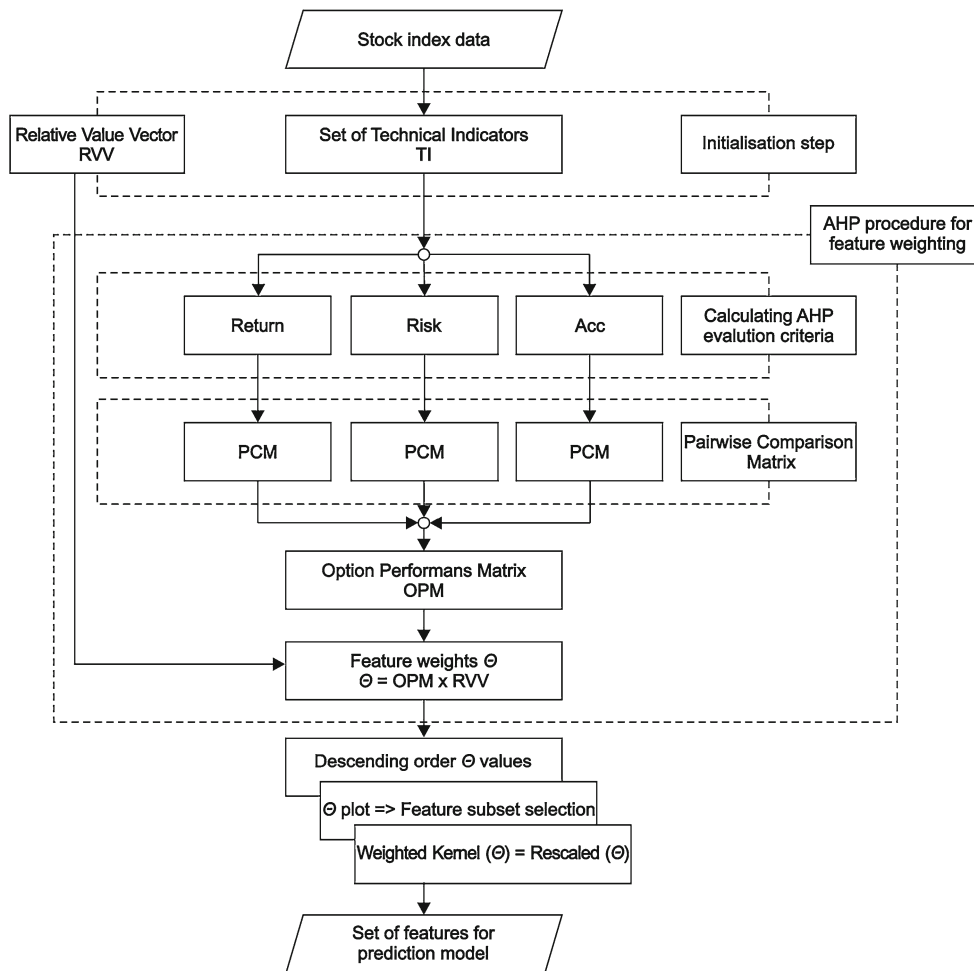 Stock index data
Relative Value Vector
RVV
Set of Technical Indicators
TI
Initialisation step
AHP procedure for
feature weighting
Return
Risk
Acc
Calculating AHP
evalution criteria
PCM
PCM
PCM
Pairwise Comparison
Matrix
Option Performans Matrix
OPM
Feature weights Θ
Θ = OPM x RVV
Descending order Θ values
Θ plot => Feature subset selection
Weighted Kernel (Θ) = Rescaled (Θ)
Set of features for
prediction model